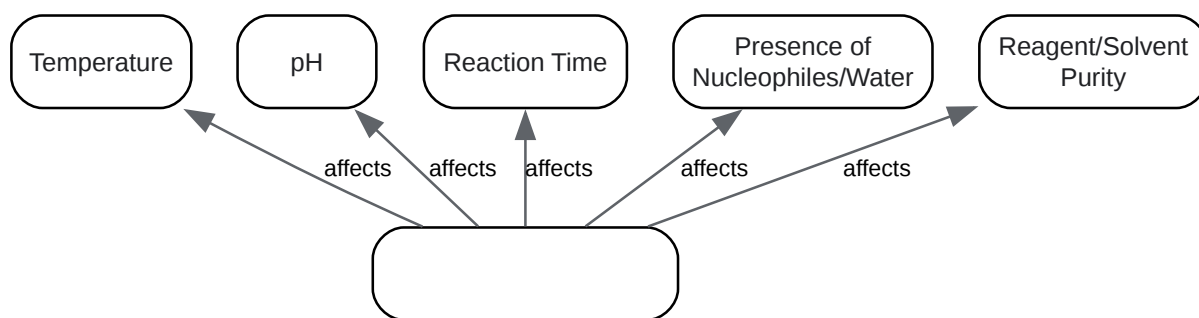 Temperature
pH
Reaction Time
Presence of
Nucleophiles/Water
Reagent/Solvent
Purity
affects
affects
affects
affects
affects